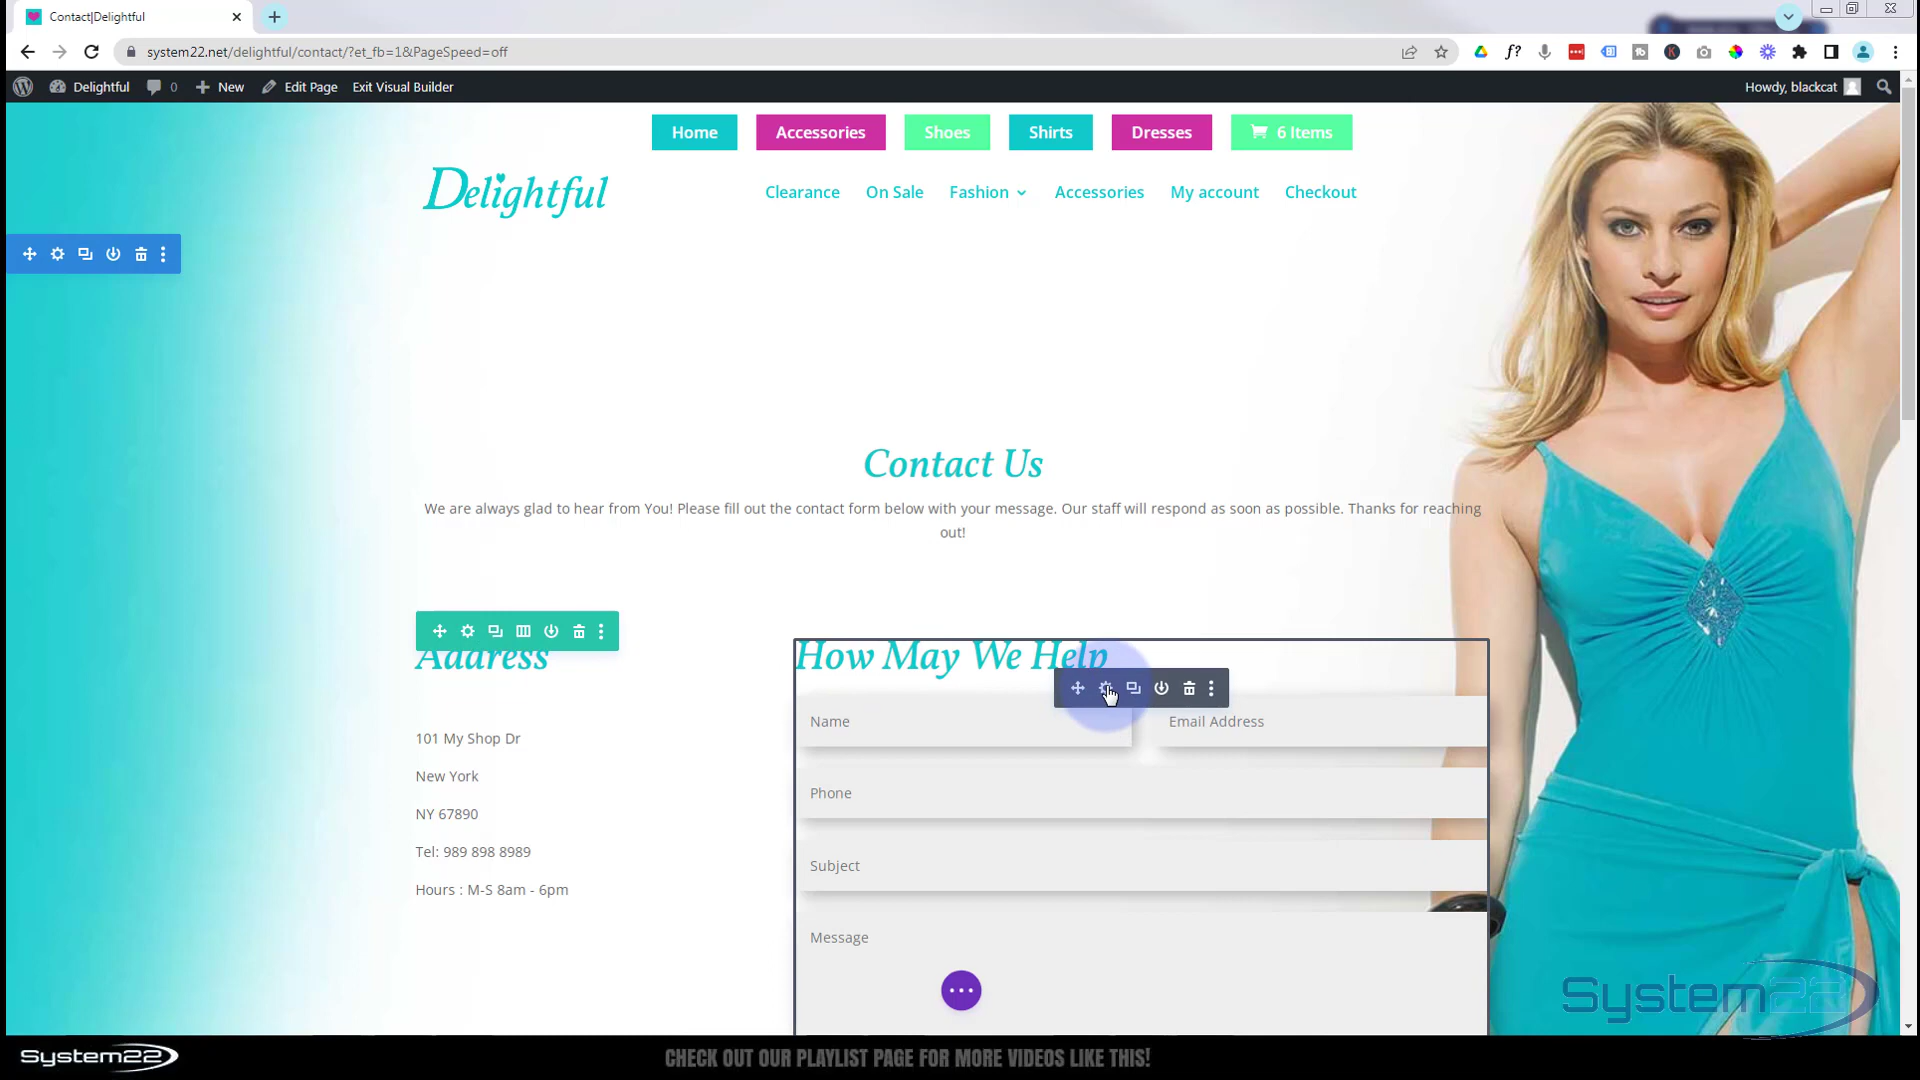 Contact|Delightful
system22.net/delightful/contact/?et_fb=1&PageSpeed=off
Delightful
0
New
Edit Page
Exit Visual Builder
Howdy, blackcat
Home
Accessories
Shoes
Shirts
Dresses
6 Items
Delightful
Clearance
On Sale
Fashion
Accessories
My account
Checkout
Contact Us
We are always glad to hear from You! Please fill out the contact form below with your message. Our staff will respond as soon as possible. Thanks for reaching
out!
Address
How May We Help
Name
Email Address
101 My Shop Dr
New York
Phone
NY 67890
Tel: 989 898 8989
Subject
Hours : M-S 8am - 6pm
Message
System22
System22
CHECK OUT OUR PLAYLIST PAGE FOR MORE VIDEOS LIKE THIS!